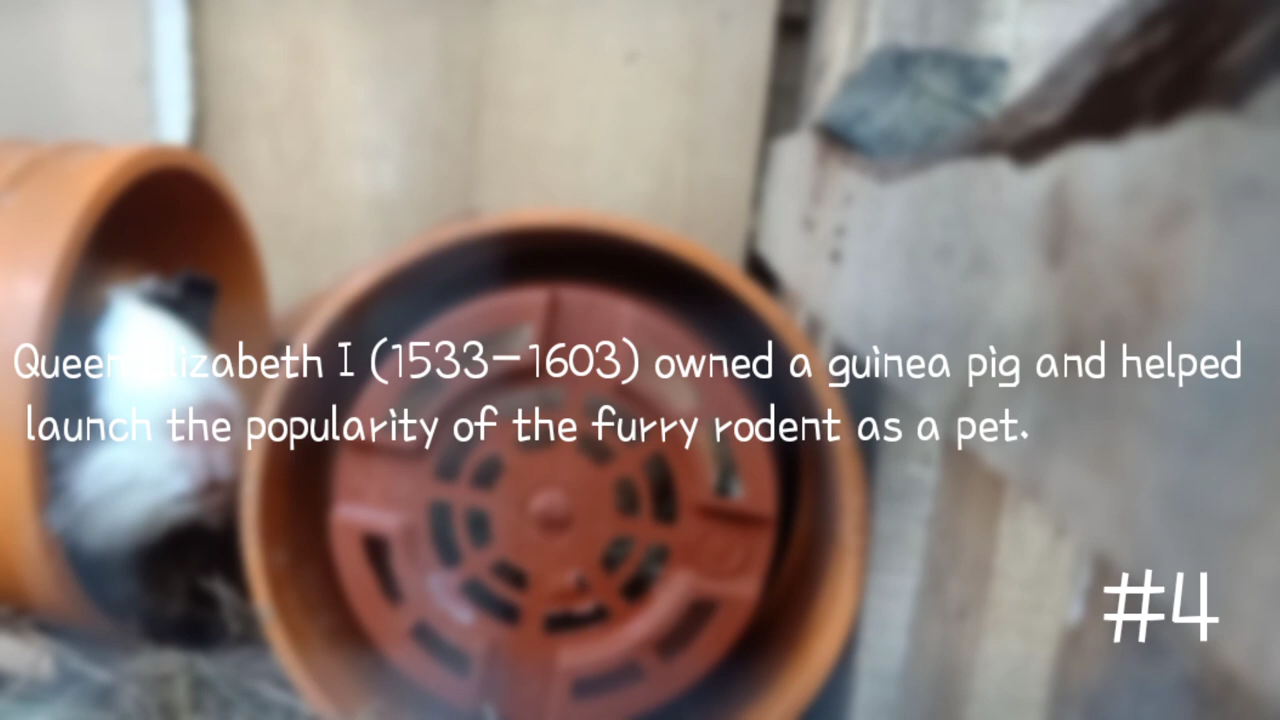 Queen Elizabeth I (1533–1603) owned a guinea pig and helped
launch the popularity of the furry rodent as a pet.
#4